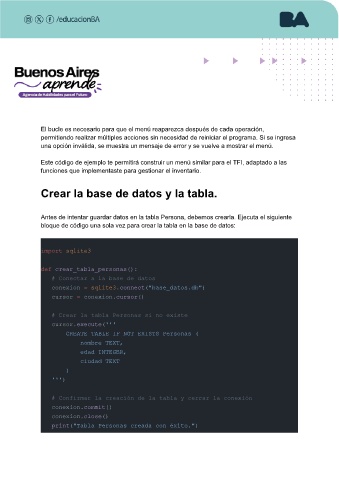 /educacionBA
BA
Buenos Aires
aprende
Agencia de Habilidades para el Futuro
El bucle es necesario para que el menú reaparezca después de cada operación,
permitiendo realizar múltiples acciones sin necesidad de reiniciar el programa. Si se ingresa
una opción inválida, se muestra un mensaje de error y se vuelve a mostrar el menú.
Este código de ejemplo te permitirá construir un menú similar para el TFI, adaptado a las
funciones que implementaste para gestionar el inventario.
Crear la base de datos y la tabla.
Antes de intentar guardar datos en la tabla Persona, debemos crearla. Ejecuta el siguiente
bloque de código una sola vez para crear la tabla en la base de datos:
import sqlite3
def crear_tabla_personas():
# Conectar a la base de datos
conexion = sqlite3.connect("base_datos.db")
cursor = conexion.cursor()
# Crear la tabla Personas si no existe
cursor.execute('''
CREATE TABLE IF NOT EXISTS Personas (
nombre TEXT,
edad INTEGER,
ciudad TEXT
)
''')
# Confirmar la creación de la tabla y cerrar la conexión
conexion.commit()
conexion.close()
print("Tabla Personas creada con éxito.")